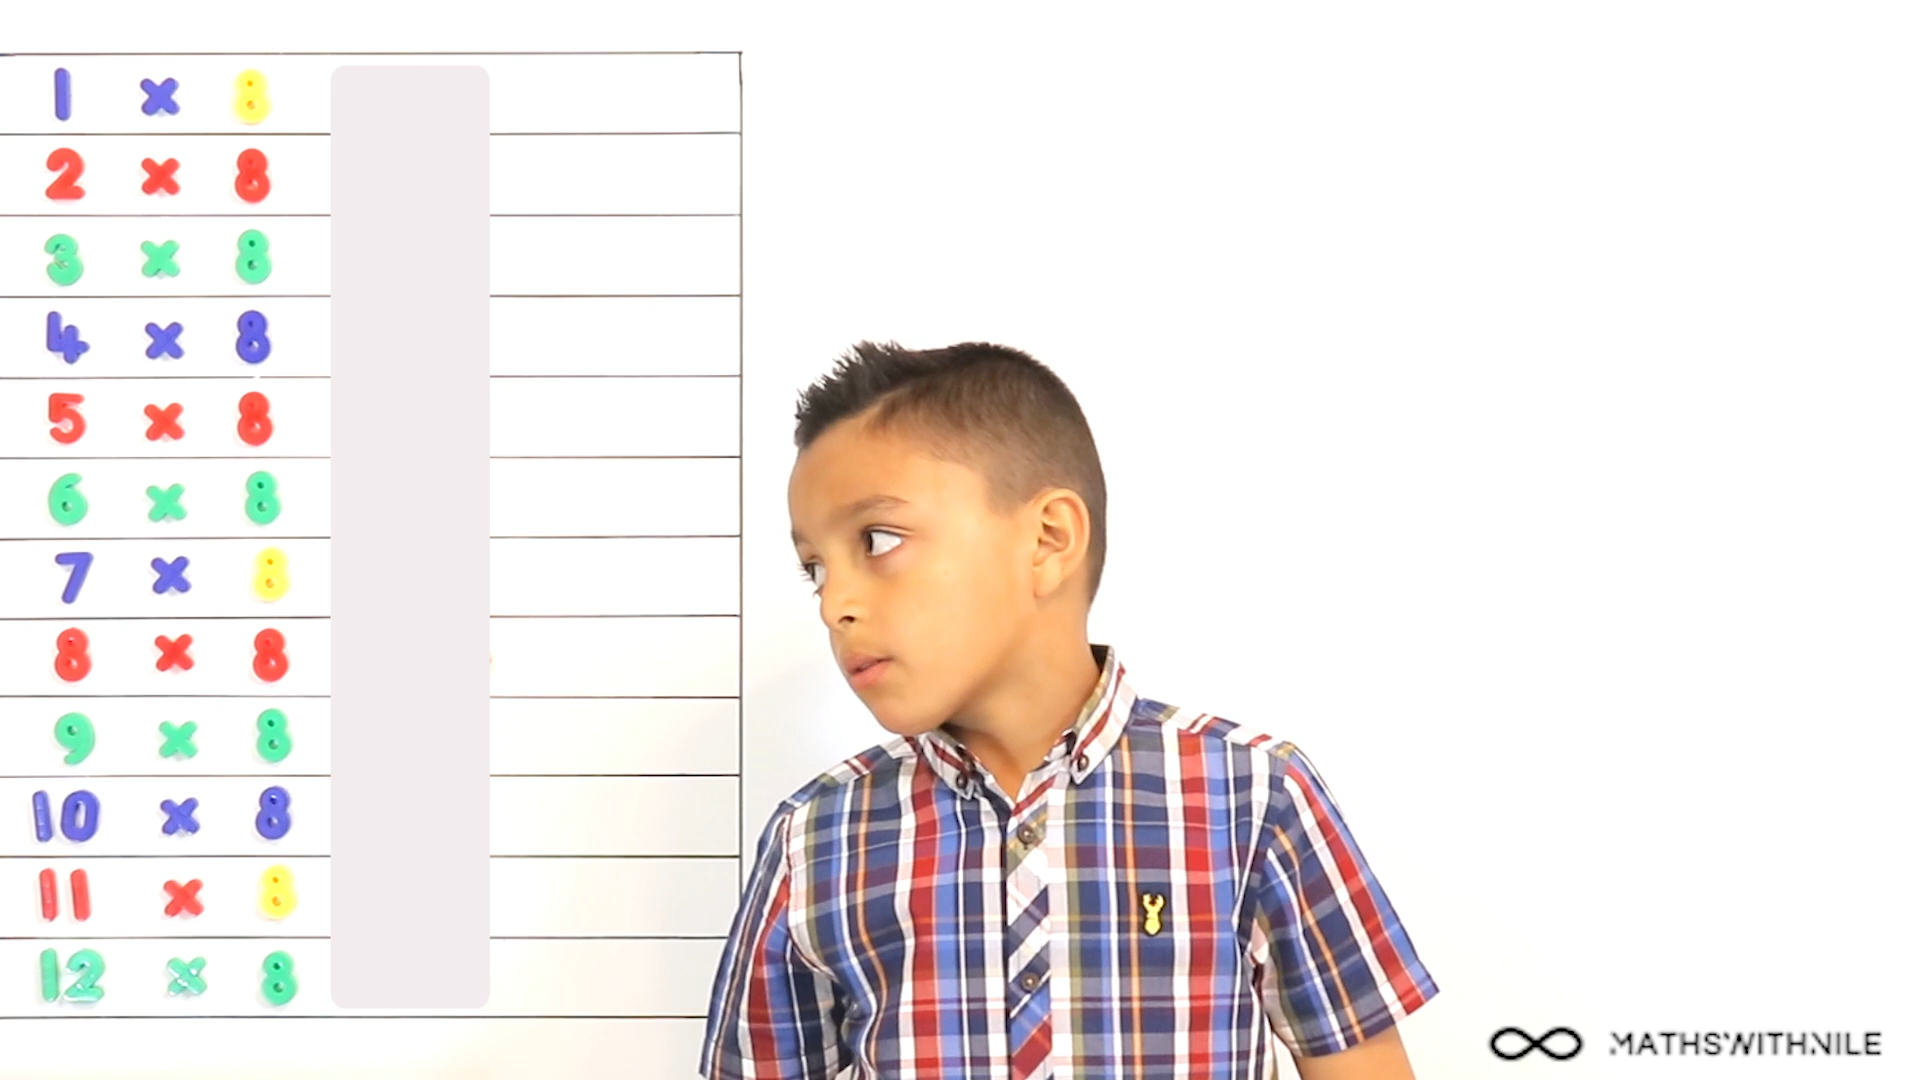 1 x 8
2 x 8
3 x 8
4 x 8
5 x 8
6 x 8
7 x 8
8 x 8
9 x 8
10 x 8
11 x 8
12 x 8
MATHSWITHNILE